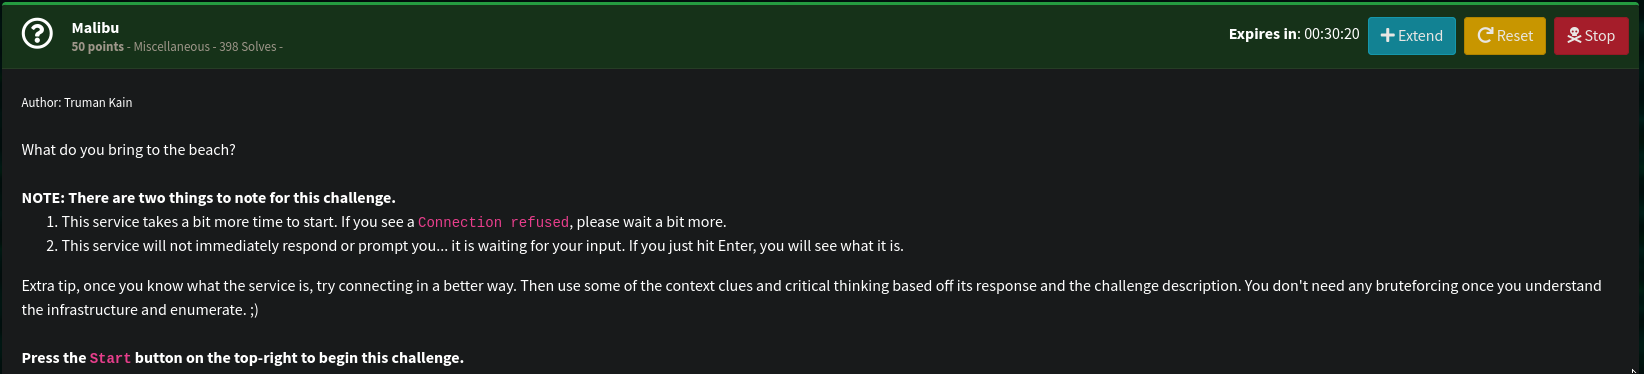 Malibu
50 points - Miscellaneous - 398 Solves -
Expires in: 00:30:20
Extend
Reset
Stop
Author: Truman Kain
What do you bring to the beach?
NOTE: There are two things to note for this challenge.
1. This service takes a bit more time to start. If you see a Connection refused, please wait a bit more.
2. This service will not immediately respond or prompt you... it is waiting for your input. If you just hit Enter, you will see what it is.
Extra tip, once you know what the service is, try connecting in a better way. Then use some of the context clues and critical thinking based off its response and the challenge description. You don't need any bruteforcing once you understand
the infrastructure and enumerate. ;)
Press the Start button on the top-right to begin this challenge.